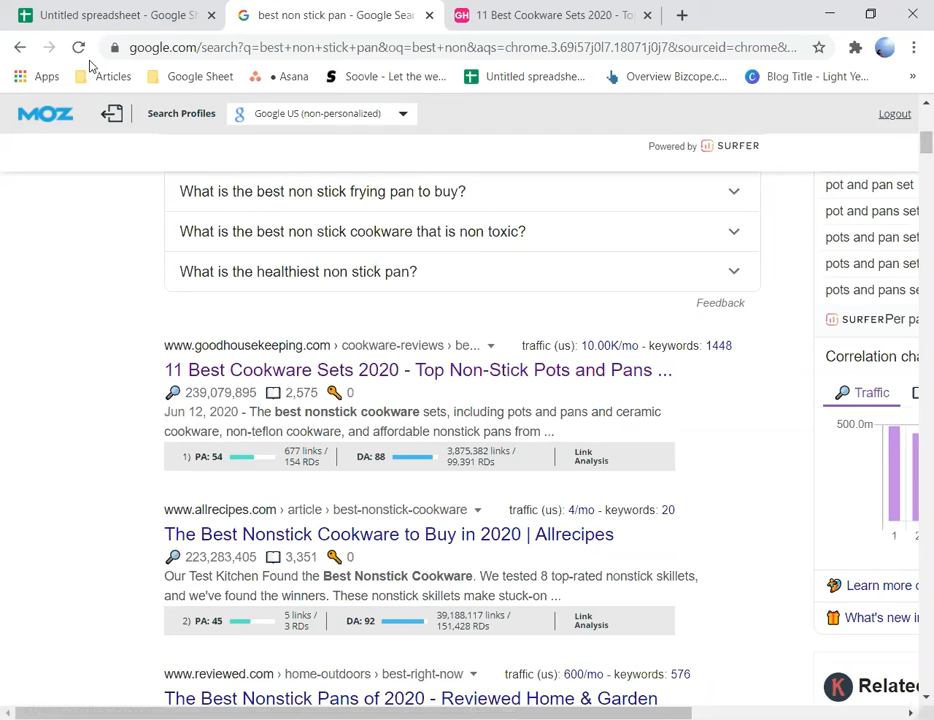 Untitled spreadsheet - Google S
best non stick pan - Google Sear
GH 11 Best Cookware Sets 2020 - To
google.com/search?q=best+non+stick+pan&oq=best+non&aqs=chrome.3.69i57j0l7.18071j0j7&sourceid=chrome&...
Apps Articles Google Sheet • Asana Soovle - Let the we... Untitled spreadshe... Overview Bizcope.c... Blog Title - Light Ye... »
MOZ Search Profiles Google US (non-personalized) Logout
Powered by SURFER
What is the best non stick frying pan to buy?
What is the best non stick cookware that is non toxic?
What is the healthiest non stick pan?
Feedback
www.goodhousekeeping.com › cookware-reviews › be... traffic (us): 10.00K/mo - keywords: 1448
11 Best Cookware Sets 2020 - Top Non-Stick Pots and Pans ...
239,079,895 2,575 0
Jun 12, 2020 - The best nonstick cookware sets, including pots and pans and ceramic
cookware, non-teflon cookware, and affordable nonstick pans from ...
1) PA: 54 677 links / 154 RDs DA: 88 3,875,382 links / 99,391 RDs Link Analysis
www.allrecipes.com › article › best-nonstick-cookware traffic (us): 4/mo - keywords: 20
The Best Nonstick Cookware to Buy in 2020 | Allrecipes
223,283,405 3,351 0
Our Test Kitchen Found the Best Nonstick Cookware. We tested 8 top-rated nonstick skillets,
and we've found the winners. These nonstick skillets make stuck-on ...
2) PA: 45 5 links / 3 RDs DA: 92 39,188,117 links / 151,428 RDs Link Analysis
www.reviewed.com › home-outdoors › best-right-now traffic (us): 600/mo - keywords: 576
The Best Nonstick Pans of 2020 - Reviewed Home & Garden
pot and pan set
pot and pans set
pots and pan set
pots and pan set
pots and pans se
SURFER Per pa
Correlation cha
Traffic
500.0m
1 2
Learn more o
What's new in
K Relate